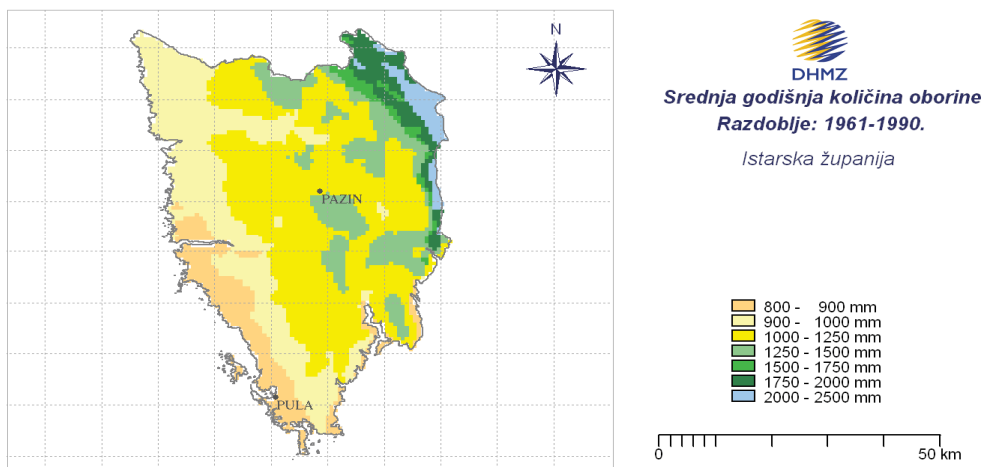 N
DHMZ
Srednja godišnja količina oborine
Razdoblje: 1961-1990.
Istarska županija
PAZIN
PULA
800 - 900 mm
900 - 1000 mm
1000 - 1250 mm
1250 - 1500 mm
1500 - 1750 mm
1750 - 2000 mm
2000 - 2500 mm
0 50 km